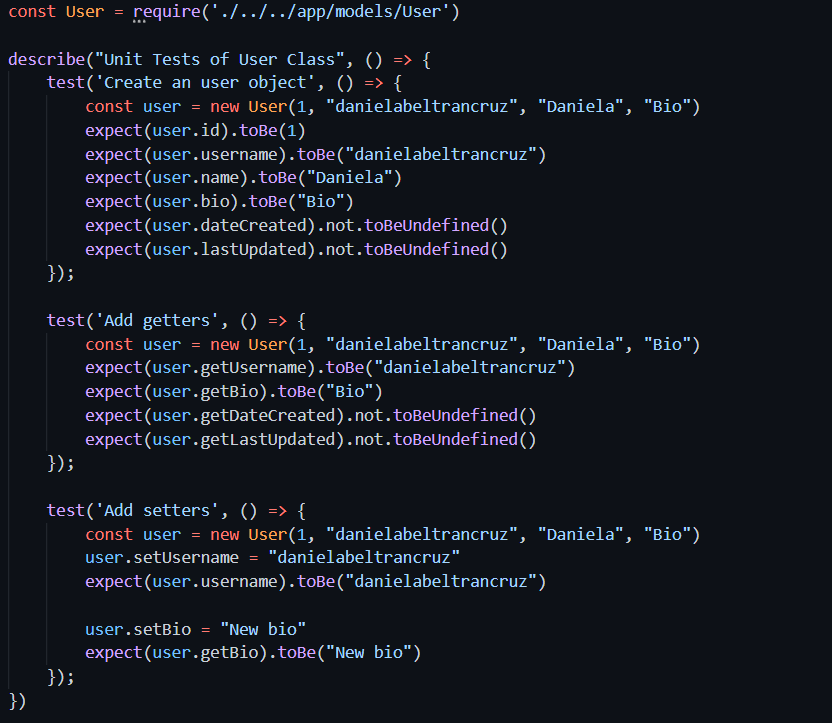 const User = require('./../../app/models/User')

describe("Unit Tests of User Class", () => {
    test('Create an user object', () => {
        const user = new User(1, "danielabeltrancruz", "Daniela", "Bio")
        expect(user.id).toBe(1)
        expect(user.username).toBe("danielabeltrancruz")
        expect(user.name).toBe("Daniela")
        expect(user.bio).toBe("Bio")
        expect(user.dateCreated).not.toBeUndefined()
        expect(user.lastUpdated).not.toBeUndefined()
    });

    test('Add getters', () => {
        const user = new User(1, "danielabeltrancruz", "Daniela", "Bio")
        expect(user.getUsername).toBe("danielabeltrancruz")
        expect(user.getBio).toBe("Bio")
        expect(user.getDateCreated).not.toBeUndefined()
        expect(user.getLastUpdated).not.toBeUndefined()
    });

    test('Add setters', () => {
        const user = new User(1, "danielabeltrancruz", "Daniela", "Bio")
        user.setUsername = "danielabeltrancruz"
        expect(user.username).toBe("danielabeltrancruz")

        user.setBio = "New bio"
        expect(user.getBio).toBe("New bio")
    });
})